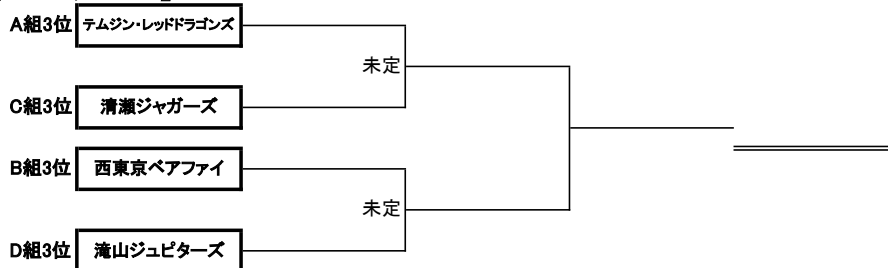 A組3位 テムジン・レッドドラゴンズ
未定
C組3位 清瀬ジャガーズ
B組3位 西東京ベアファイ
未定
D組3位 滝山ジュピターズ